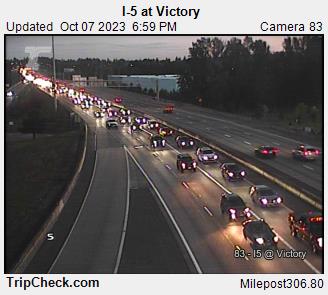 I-5 at Victory
Updated Oct 07 2023 6:59 PM Camera 83
S
83 - I5 @ Victory
TripCheck.com Milepost306.80